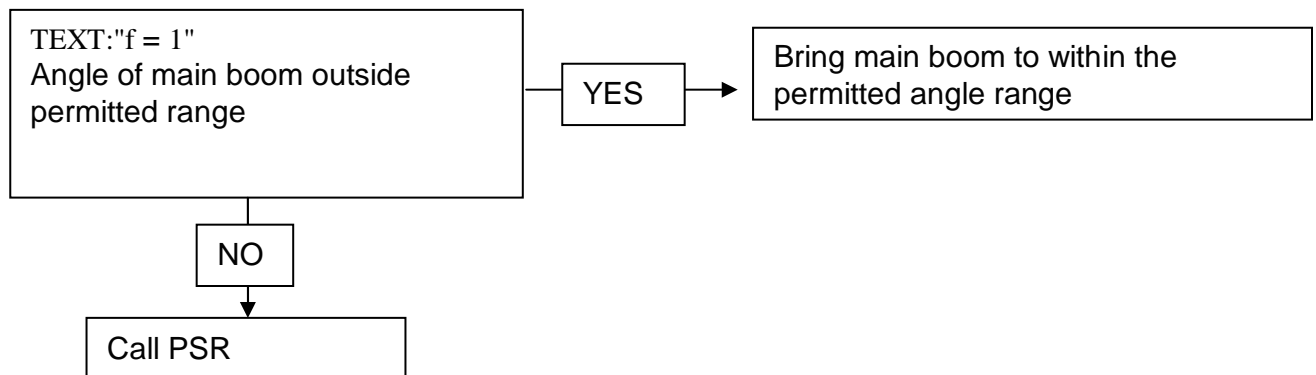 TEXT:"f = 1"
Angle of main boom outside
permitted range
YES
Bring main boom to within the
permitted angle range
NO
Call PSR